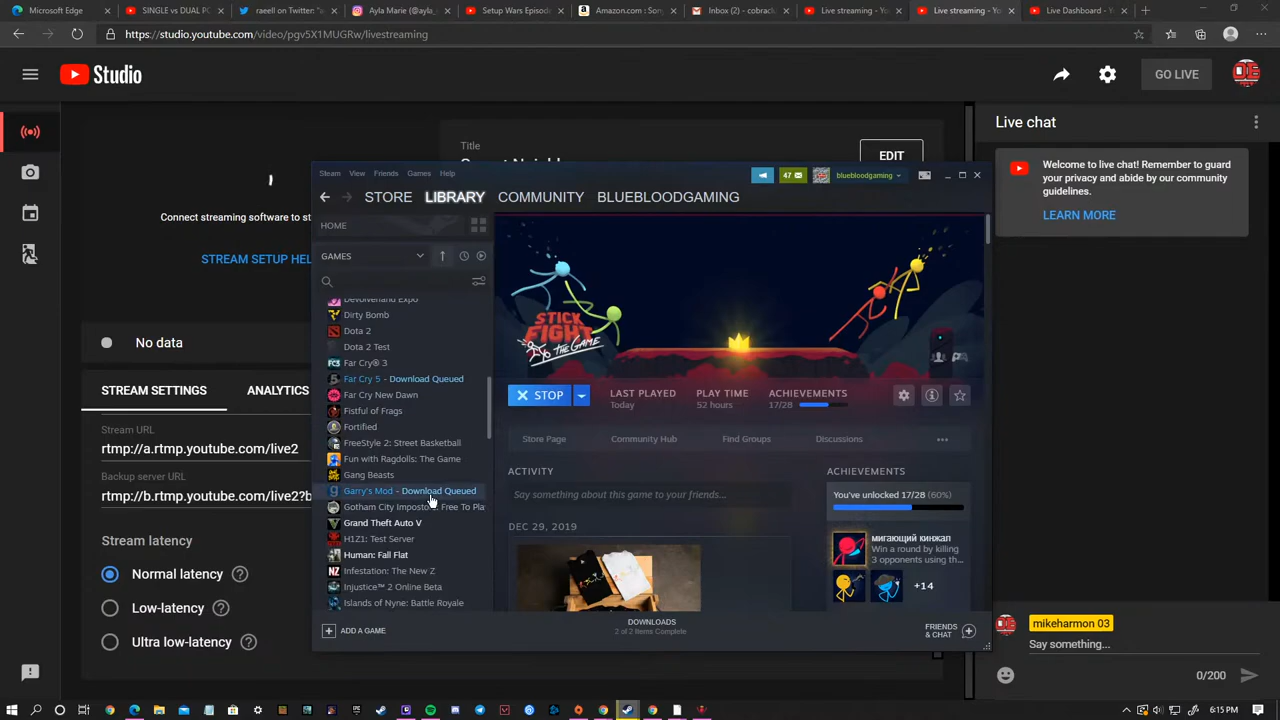 Microsoft Edge
SINGLE vs DUAL PC
raeell on Twitter: "a
Ayla Marie (@ayla_
Setup Wars Episode
Amazon.com : Son
Inbox (2) - cobrack
Live streaming - Yo
Live streaming - Yo
Live Dashboard - Yo
https://studio.youtube.com/video/pgv5X1MUGRw/livestreaming
Studio
GO LIVE
Title
EDIT
Connect streaming software to s
STREAM SETUP HEL
No data
STREAM SETTINGS
ANALYTICS
Stream URL
rtmp://a.rtmp.youtube.com/live2
Backup server URL
rtmp://b.rtmp.youtube.com/live2?b
Stream latency
Normal latency
Low-latency
Ultra low-latency
Steam View Friends Games Help
47
bluebloodgaming
STORE LIBRARY COMMUNITY BLUEBLOODGAMING
HOME
GAMES
Devolverland Expo
Dirty Bomb
Dota 2
Dota 2 Test
Far Cry® 3
Far Cry 5 - Download Queued
Far Cry New Dawn
Fistful of Frags
Fortified
FreeStyle 2: Street Basketball
Fun with Ragdolls: The Game
Gang Beasts
Garry's Mod - Download Queued
Gotham City Imposto Free To Pla
Grand Theft Auto V
H1Z1: Test Server
Human: Fall Flat
Infestation: The New Z
Injustice™ 2 Online Beta
Islands of Nyne: Battle Royale
STICK
FIGHT
THE GAME
STOP
LAST PLAYED
Today
PLAY TIME
52 hours
ACHIEVEMENTS
17/28
Store Page
Community Hub
Find Groups
Discussions
ACTIVITY
Say something about this game to your friends...
DEC 29, 2019
ACHIEVEMENTS
You've unlocked 17/28 (60%)
мигающий кинжал
Win a round by killing
3 opponents using th...
+14
ADD A GAME
DOWNLOADS
2 of 2 Items Complete
FRIENDS
& CHAT
Live chat
Welcome to live chat! Remember to guard
your privacy and abide by our community
guidelines.
LEARN MORE
mikeharmon 03
Say something...
0/200
6:15 PM